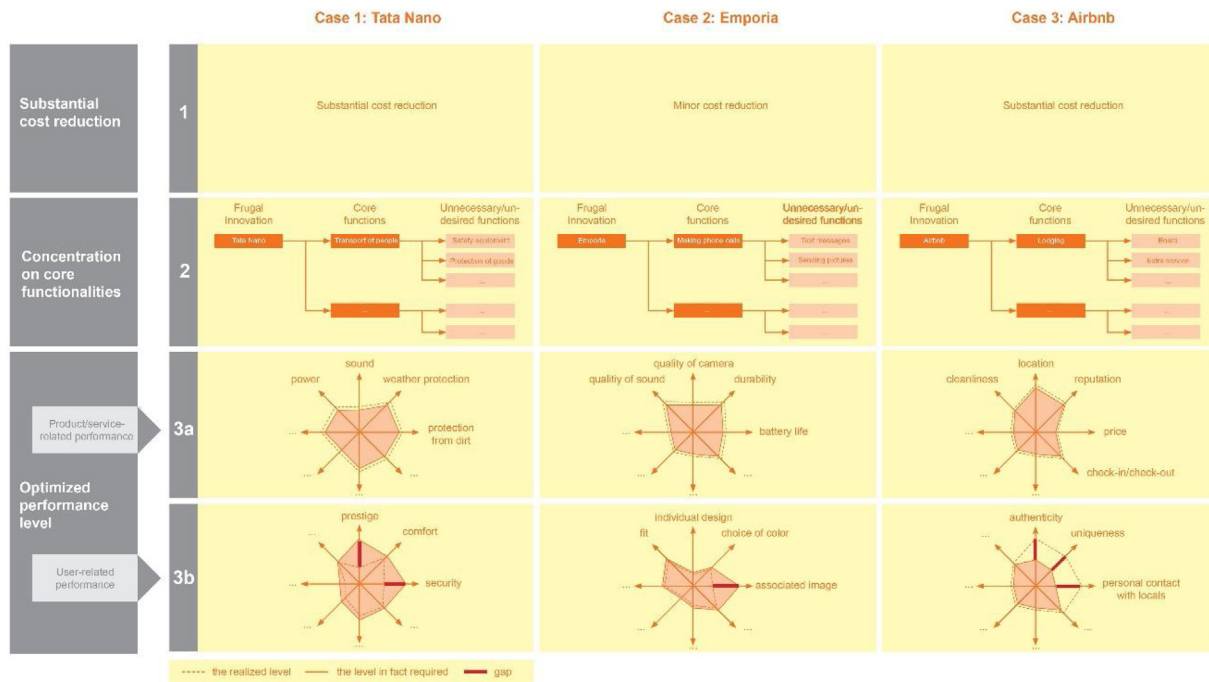 Case 1: Tata Nano
Case 2: Emporia
Case 3: Airbnb
Substantial
cost reduction
1
Substantial cost reduction
Minor cost reduction
Substantial cost reduction
Concentration
on core
functionalities
2
Frugal
Innovation
Core
functions
Unnecessary/un-
desired functions
Tata Nano
Transport of people
Safety equipment
Protection of goods
...
...
...
...
Frugal
Innovation
Core
functions
Unnecessary/un-
desired functions
Emporia
Making phone calls
Text messages
Sending pictures
...
...
...
...
Frugal
Innovation
Core
functions
Unnecessary/un-
desired functions
Airbnb
Lodging
Board
Extra service
...
...
...
...
Optimized
performance
level
Product/service-
related performance
3a
sound
power
weather protection
...
protection
from dirt
...
...
...
quality of camera
qualitiy of sound
durability
...
battery life
...
...
...
location
cleanliness
reputation
...
price
...
check-in/check-out
...
User-related
performance
3b
prestige
...
comfort
...
security
...
...
...
individual design
fit
choice of color
...
associated image
...
...
...
authenticity
...
uniqueness
...
personal contact
with locals
...
...
...
the realized level
the level in fact required
gap